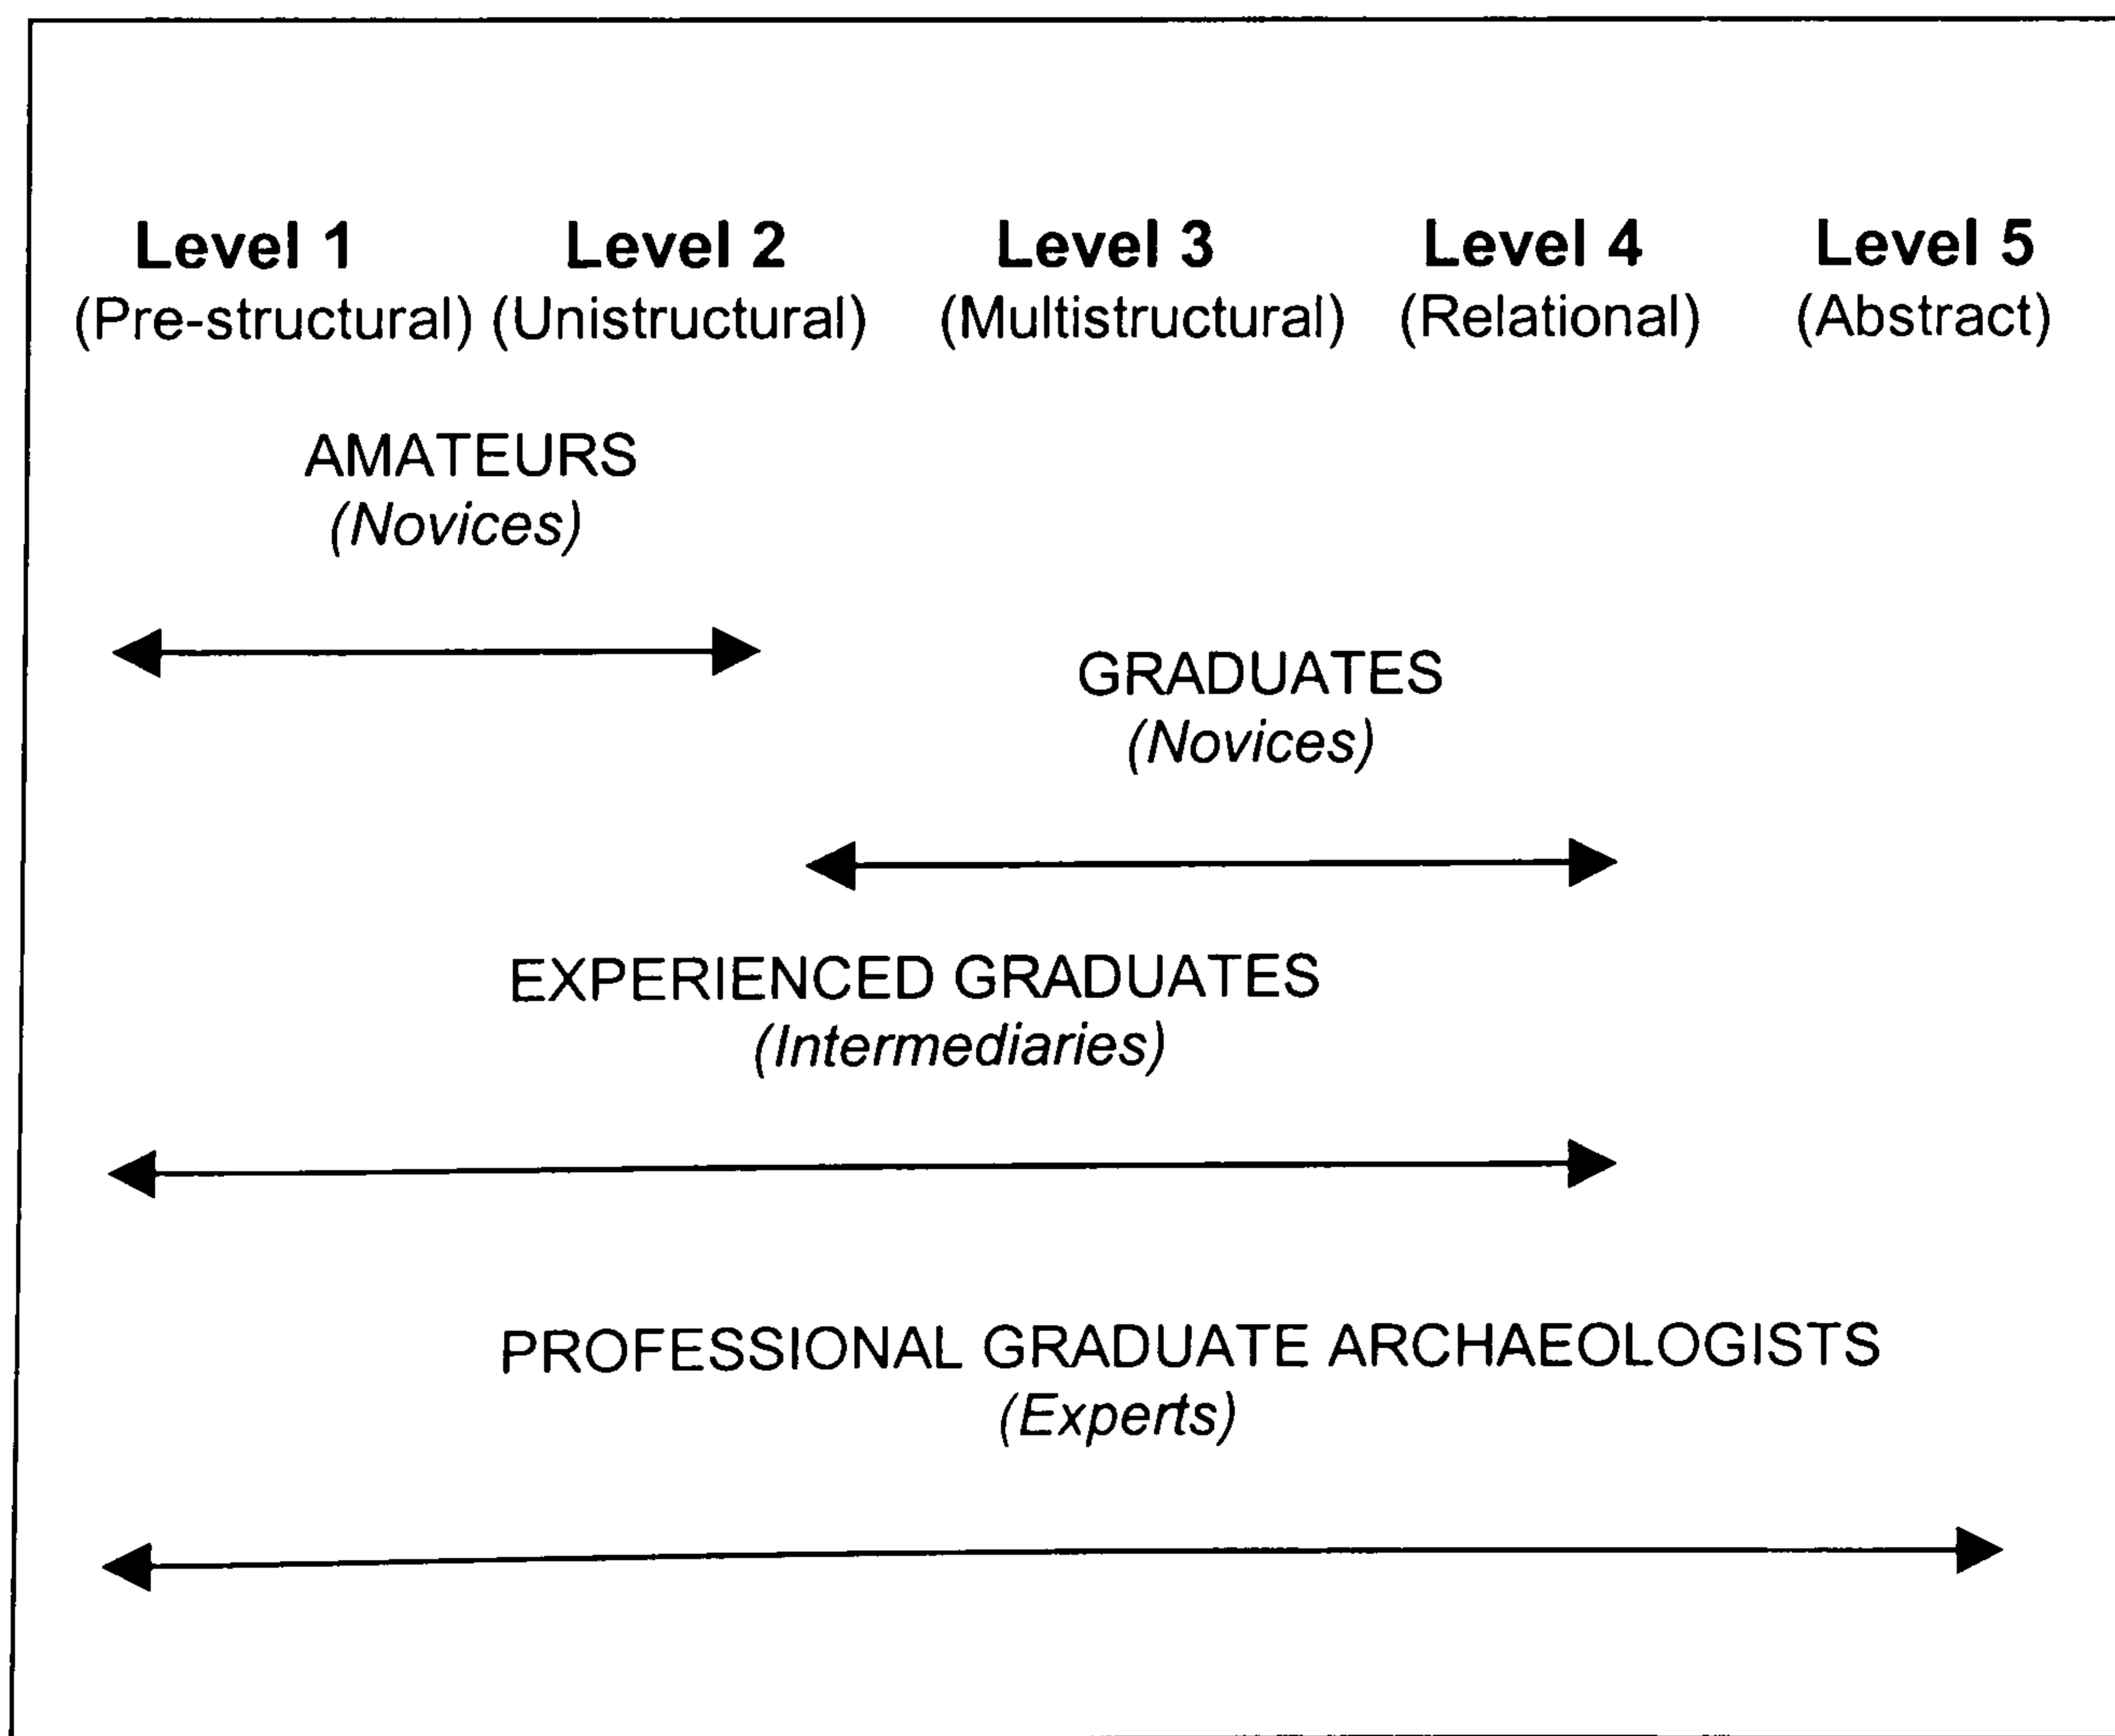 Level 1 Level 2 Level 3 Level 4 Level 5
(Pre-structural) (Unistructural) (Multistructural) (Relational) (Abstract)
AMATEURS
(Novices)
GRADUATES
(Novices)
EXPERIENCED GRADUATES
(Intermediaries)
PROFESSIONAL GRADUATE ARCHAEOLOGISTS
(Experts)